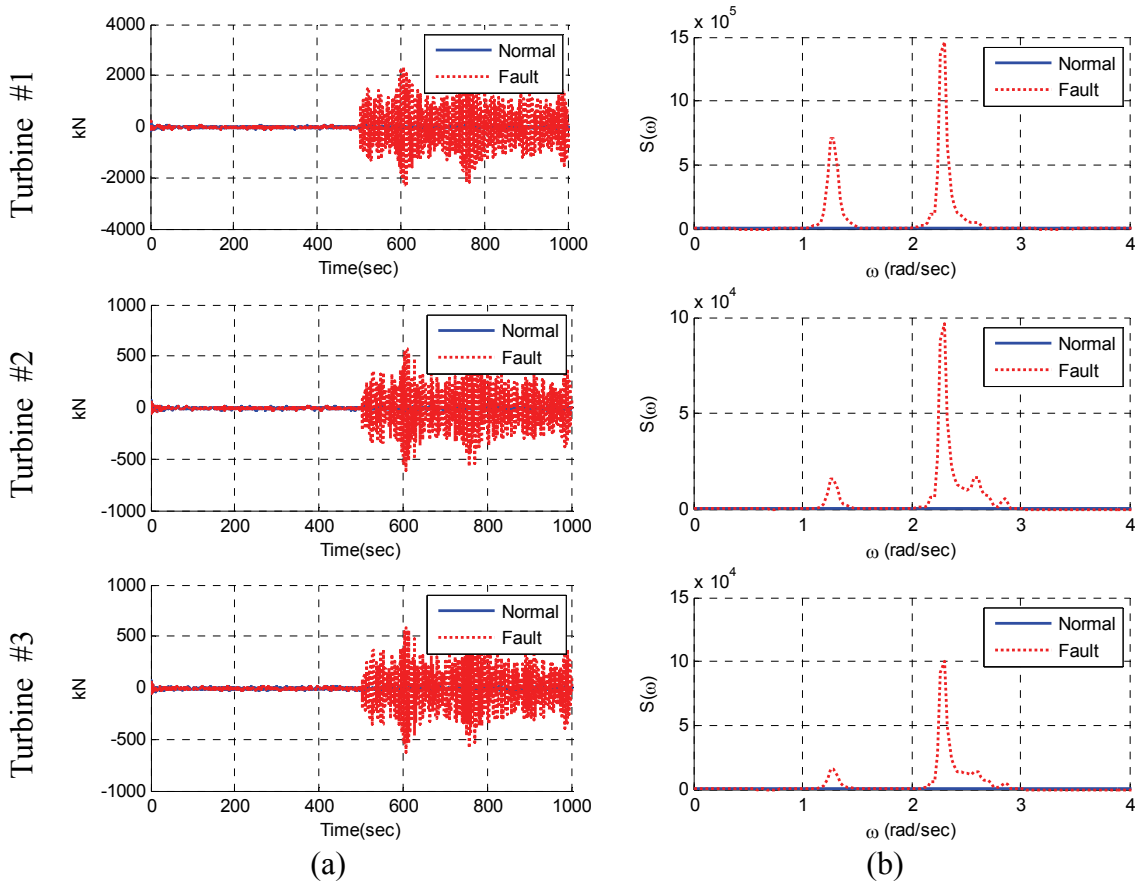 Turbine #1
4000
2000
0
-2000
-4000
kN
0 200 400 600 800 1000
Time(sec)
Normal
Fault
x 10^5
15
10
5
0
S(ω)
0 1 2 3 4
ω (rad/sec)
Normal
Fault
Turbine #2
1000
500
0
-500
-1000
kN
0 200 400 600 800 1000
Time(sec)
Normal
Fault
x 10^4
10
5
0
S(ω)
0 1 2 3 4
ω (rad/sec)
Normal
Fault
Turbine #3
1000
500
0
-500
-1000
kN
0 200 400 600 800 1000
Time(sec)
Normal
Fault
x 10^4
15
10
5
0
S(ω)
0 1 2 3 4
ω (rad/sec)
Normal
Fault
(a)
(b)